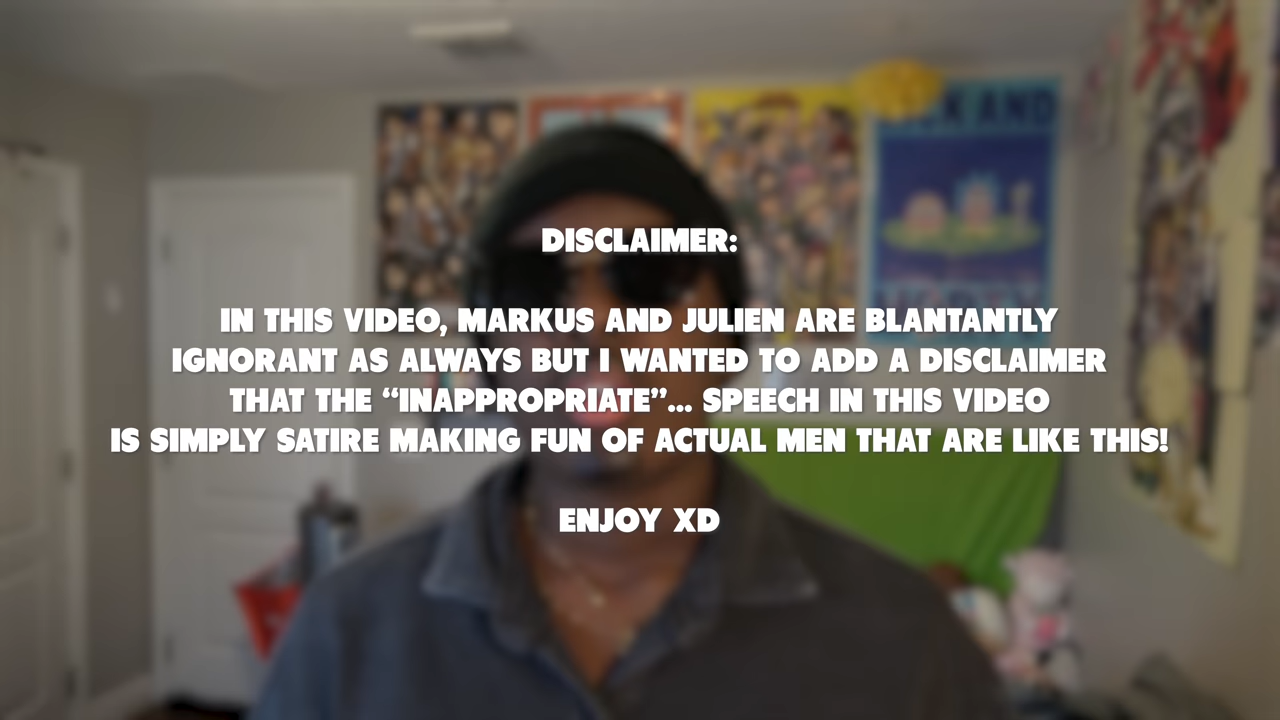 DISCLAIMER:
IN THIS VIDEO, MARKUS AND JULIEN ARE BLANTANTLY
IGNORANT AS ALWAYS BUT I WANTED TO ADD A DISCLAIMER
THAT THE “INAPPROPRIATE”... SPEECH IN THIS VIDEO
IS SIMPLY SATIRE MAKING FUN OF ACTUAL MEN THAT ARE LIKE THIS!
ENJOY XD